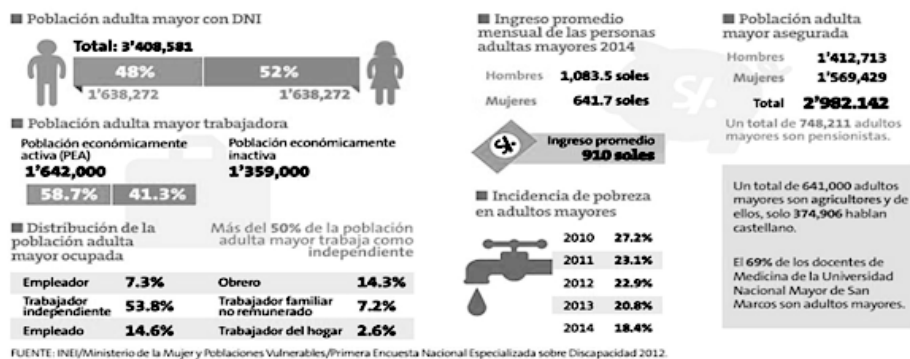 Población adulta mayor con DNI
Total: 3'408,581
48% 52%
1'638,272 1'638,272
Población adulta mayor trabajadora
Población económicamente
activa (PEA)
1'642,000
58.7% 41.3%
Población económicamente
inactiva
1'359,000
Distribución de la
población adulta
mayor ocupada
Más del 50% de la población
adulta mayor trabaja como
independiente
Empleador 7.3%
Trabajador
independiente 53.8%
Empleado 14.6%
Obrero 14.3%
Trabajador familiar
no remunerado 7.2%
Trabajador del hogar 2.6%
Ingreso promedio
mensual de las personas
adultas mayores 2014
Hombres 1,083.5 soles
Mujeres 641.7 soles
S/.
Ingreso promedio
910 soles
Incidencia de pobreza
en adultos mayores
2010 27.2%
2011 23.1%
2012 22.9%
2013 20.8%
2014 18.4%
S/.
Población adulta
mayor asegurada
Hombres 1'412,713
Mujeres 1'569,429
Total 2'982.142
Un total de 748,211 adultos
mayores son pensionistas.
Un total de 641,000 adultos
mayores son agricultores y de
ellos, solo 374,906 hablan
castellano.
El 69% de los docentes de
Medicina de la Universidad
Nacional Mayor de San
Marcos son adultos mayores.
FUENTE: INEI/Ministerio de la Mujer y Poblaciones Vulnerables/Primera Encuesta Nacional Especializada sobre Discapacidad 2012.